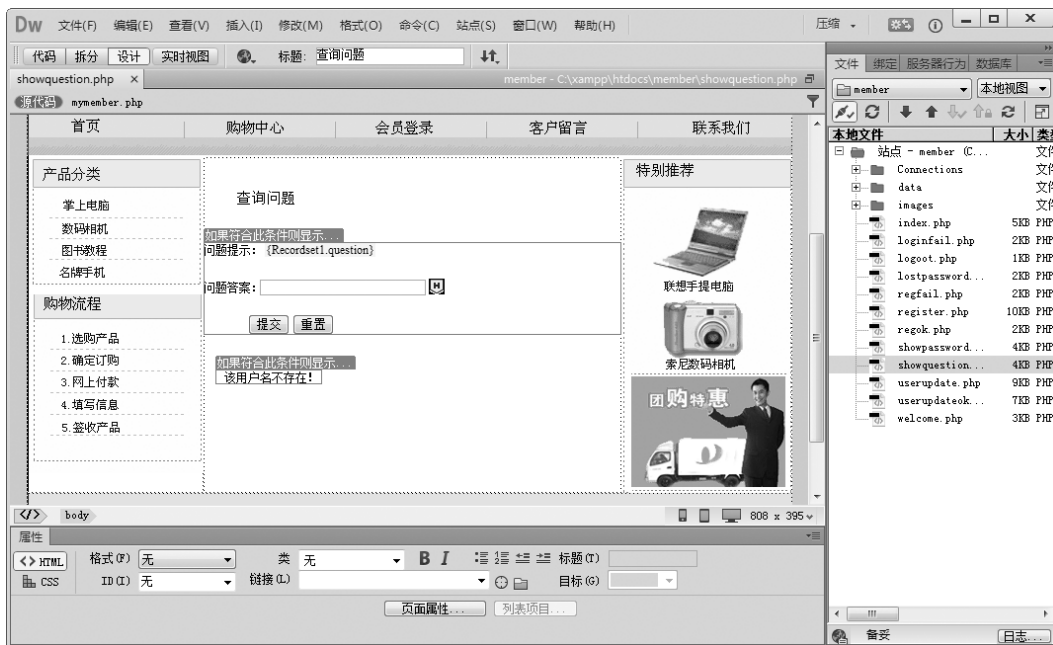 DW 文件(F) 编辑(E) 查看(V) 插入(I) 修改(M) 格式(O) 命令(C) 站点(S) 窗口(W) 帮助(H) 压缩
代码 拆分 设计 实时视图 标题: 查询问题
showquestion.php × member - C:\xampp\htdocs\member\showquestion.php
源代码 mymember.php
首页 购物中心 会员登录 客户留言 联系我们
产品分类
掌上电脑
数码相机
图书教程
名牌手机
购物流程
1.选购产品
2.确定订购
3.网上付款
4.填写信息
5.签收产品
查询问题
如果符合此条件则显示...
问题提示: {Recordset1.question}
问题答案:
提交 重置
如果符合此条件则显示...
该用户名不存在!
特别推荐
联想手提电脑
索尼数码相机
团购特惠
</> body 808 x 395
属性
<> HTML 格式(F) 无 类 无 B I 标题(T)
CSS ID(I) 无 链接(L) 目标(G)
页面属性... 列表项目...
文件 绑定 服务器行为 数据库
member 本地视图
本地文件 大小 类
站点 - member (C... 文件
Connections 文件
data 文件
images 文件
index.php 5KB PHP
loginfail.php 2KB PHP
logoot.php 1KB PHP
lostpassword... 2KB PHP
regfail.php 2KB PHP
register.php 10KB PHP
regok.php 2KB PHP
showpassword... 4KB PHP
showquestion... 4KB PHP
userupdate.php 9KB PHP
userupdateok... 7KB PHP
welcome.php 3KB PHP
备妥 日志...